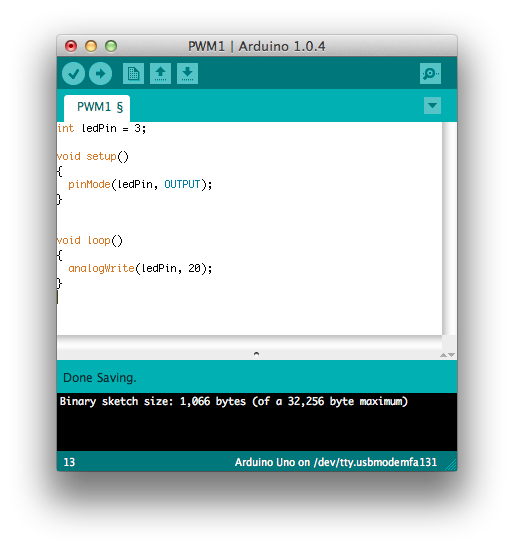 PWM1 | Arduino 1.0.4
PWM1 §
int ledPin = 3;
void setup()
{
  pinMode(ledPin, OUTPUT);
}
void loop()
{
  analogWrite(ledPin, 20);
}
Done Saving.
Binary sketch size: 1,066 bytes (of a 32,256 byte maximum)
13 Arduino Uno on /dev/tty.usbmodemfa131